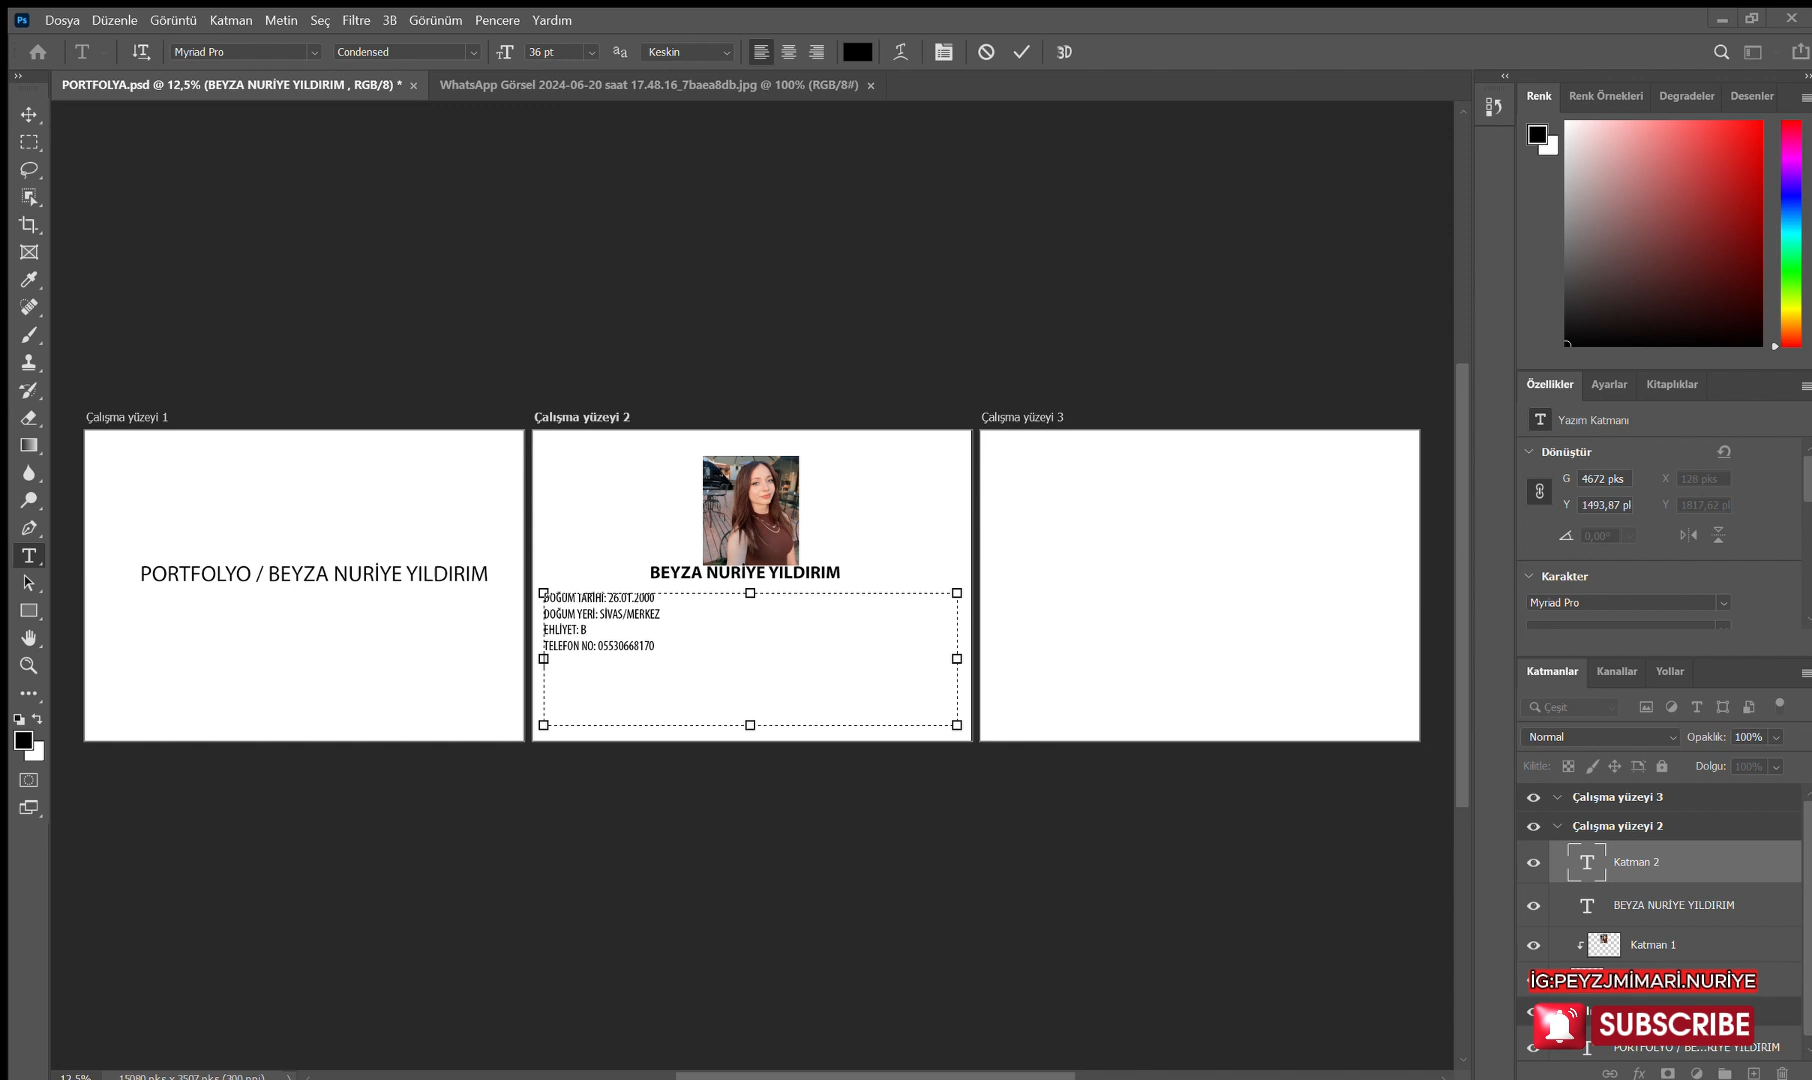 Ps Dosya Düzenle Görüntü Katman Metin Seç Filtre 3B Görünüm Pencere Yardım
Myriad Pro Condensed 36 pt Keskin 3D
PORTFOLYA.psd @ 12,5% (BEYZA NURİYE YILDIRIM , RGB/8) * × WhatsApp Görsel 2024-06-20 saat 17.48.16_7baea8db.jpg @ 100% (RGB/8#) ×
Renk Renk Örnekleri Degradeler Desenler
Çalışma yüzeyi 1
Çalışma yüzeyi 2
Çalışma yüzeyi 3
PORTFOLYO / BEYZA NURİYE YILDIRIM
BEYZA NURİYE YILDIRIM
DOĞUM TARİHİ: 26.01.2000
DOĞUM YERİ: SİVAS/MERKEZ
EHLİYET: B
TELEFON NO: 05530668170
Özellikler Ayarlar Kitaplıklar
Yazım Katmanı
Dönüştür
G 4672 pks X 128 pks
Y 1493,87 pl Y 1817,62 pl
0,00°
Karakter
Myriad Pro
Katmanlar Kanallar Yollar
Çeşit
Normal Opaklık: 100%
Kilitle: Dolgu: 100%
Çalışma yüzeyi 3
Çalışma yüzeyi 2
Katman 2
BEYZA NURİYE YILDIRIM
Katman 1
İG:PEYZJMİMARİ.NURİYE
SUBSCRIBE
PORTFOLYO / BE...RİYE YILDIRIM
12,5% 15080 pks x 3507 pks (300 ppi)